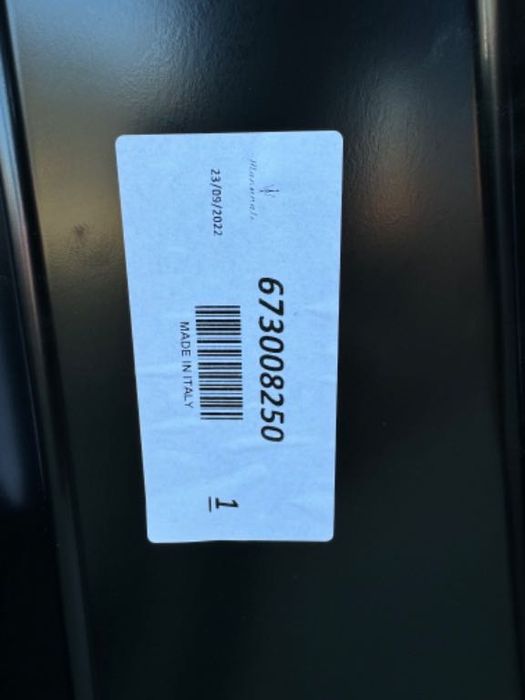 Maserati
23/09/2022
673008250
MADE IN ITALY
1